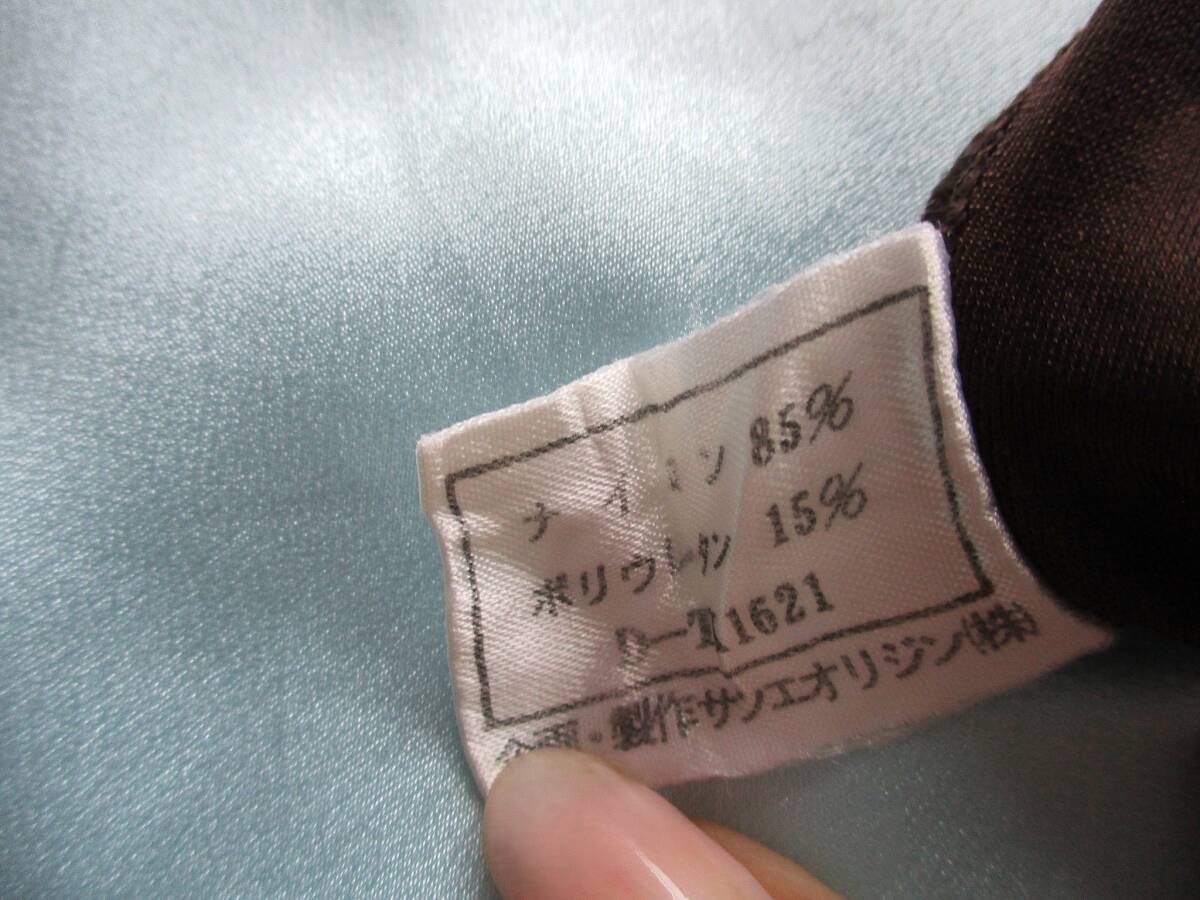 ナイロン 85%
ポリウレタン 15%
D-T1621
企画・製作サンエオリジン(株)